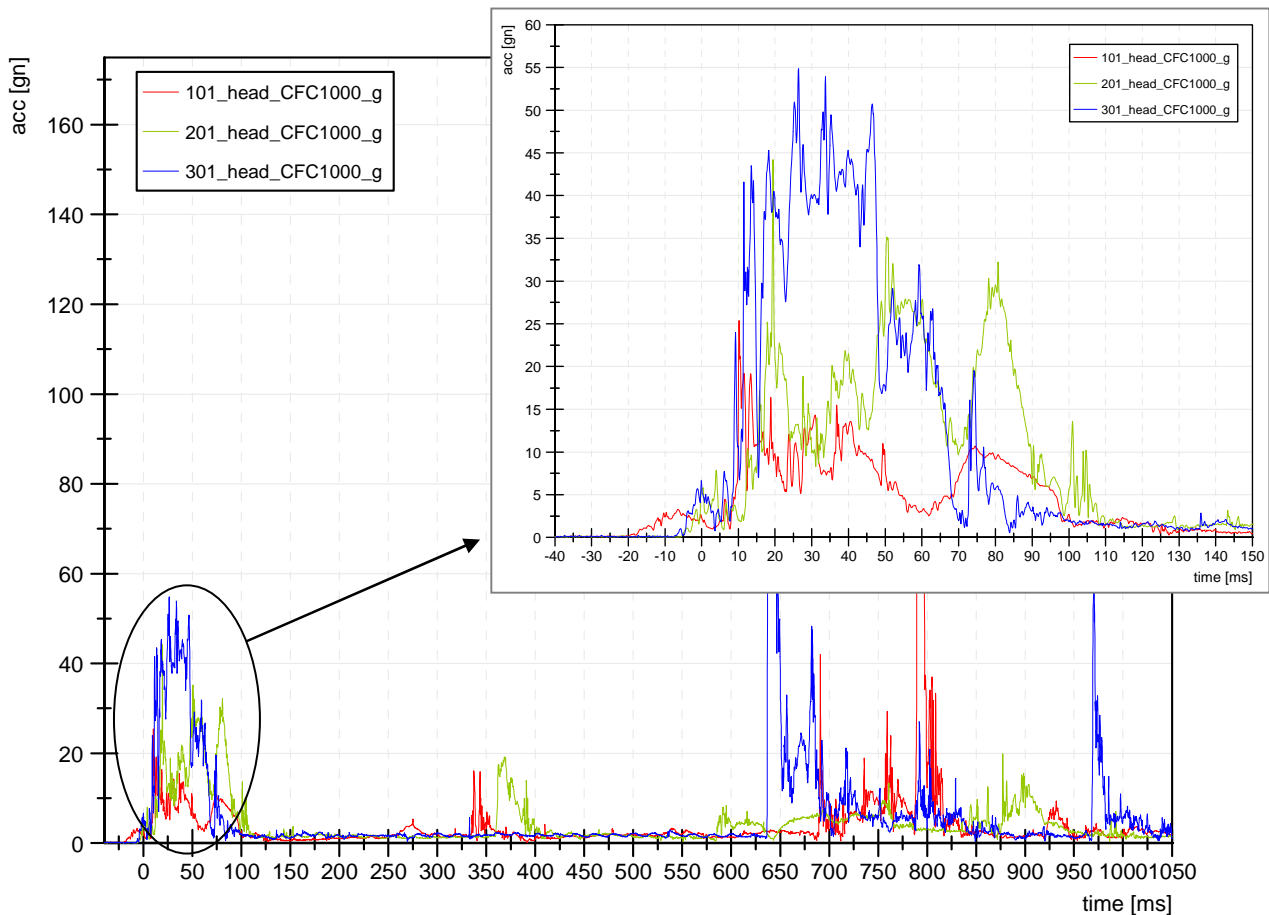 acc [gn]
101_head_CFC1000_g
201_head_CFC1000_g
301_head_CFC1000_g
160
140
120
100
80
60
40
20
0
0 50 100 150 200 250 300 350 400 450 500 550 600 650 700 750 800 850 900 950 1000 1050
time [ms]
acc [gn]
101_head_CFC1000_g
201_head_CFC1000_g
301_head_CFC1000_g
60
55
50
45
40
35
30
25
20
15
10
5
0
-40 -30 -20 -10 0 10 20 30 40 50 60 70 80 90 100 110 120 130 140 150
time [ms]